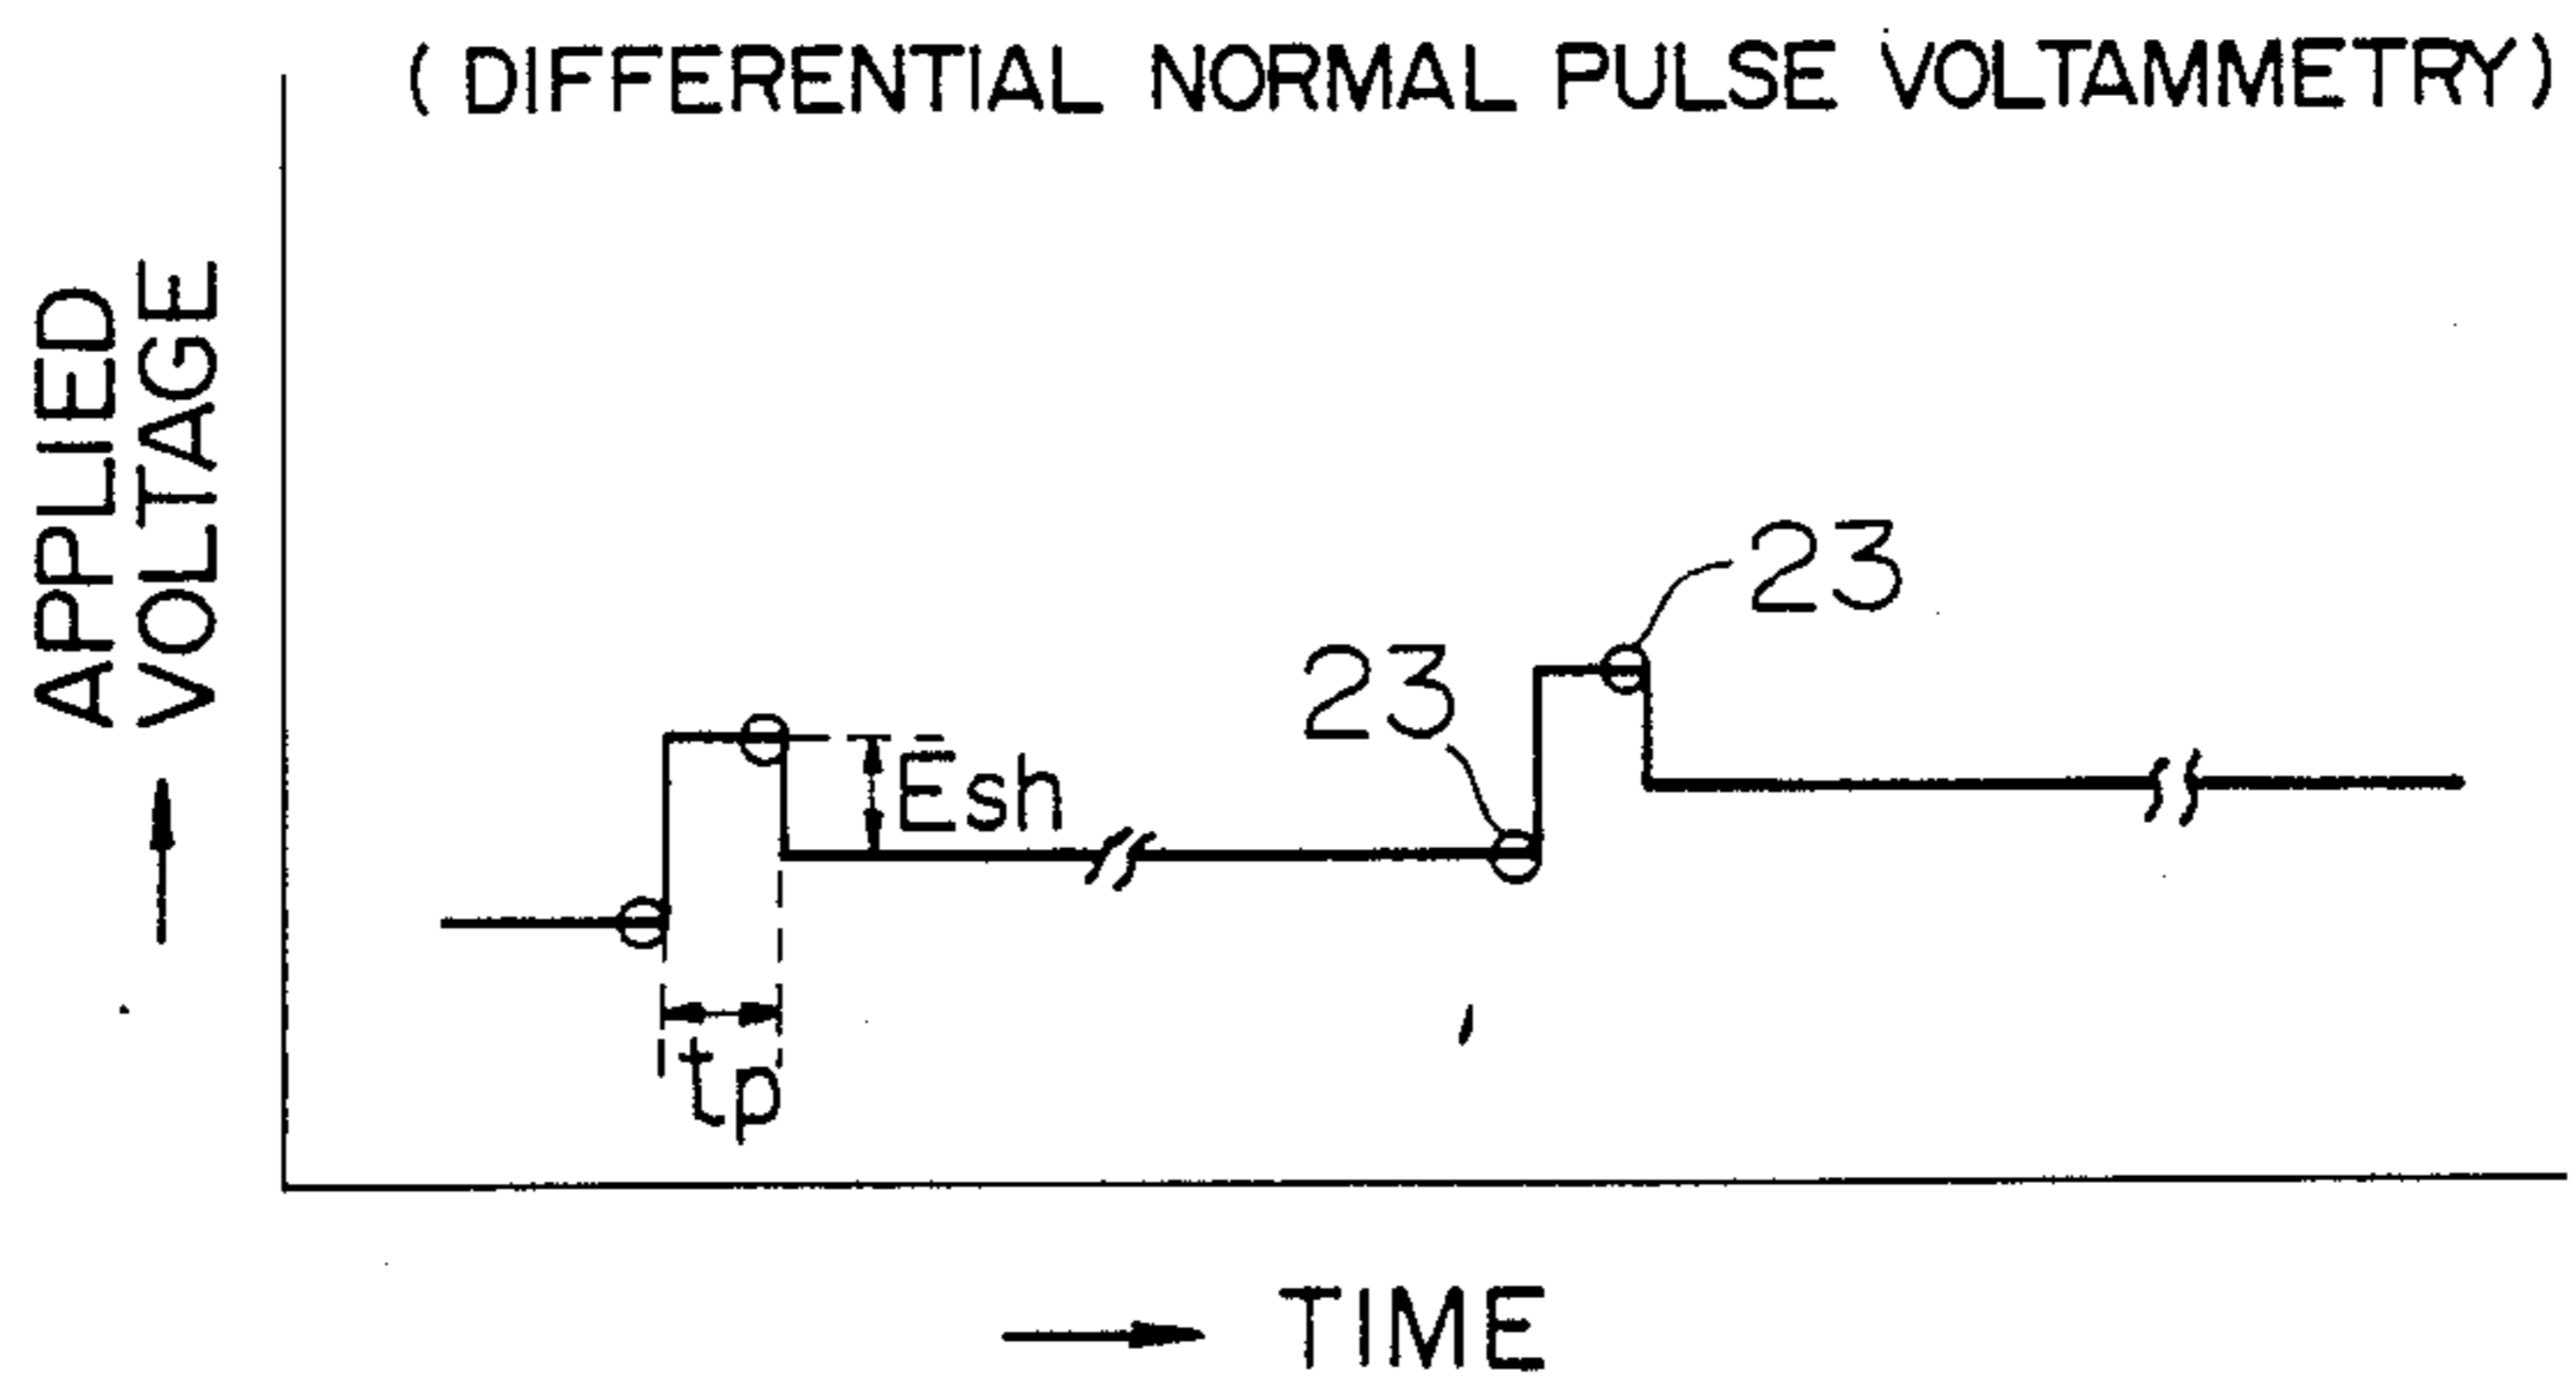 (DIFFERENTIAL NORMAL PULSE VOLTAMMETRY)
APPLIED
VOLTAGE
23
23
Esh
tp
TIME